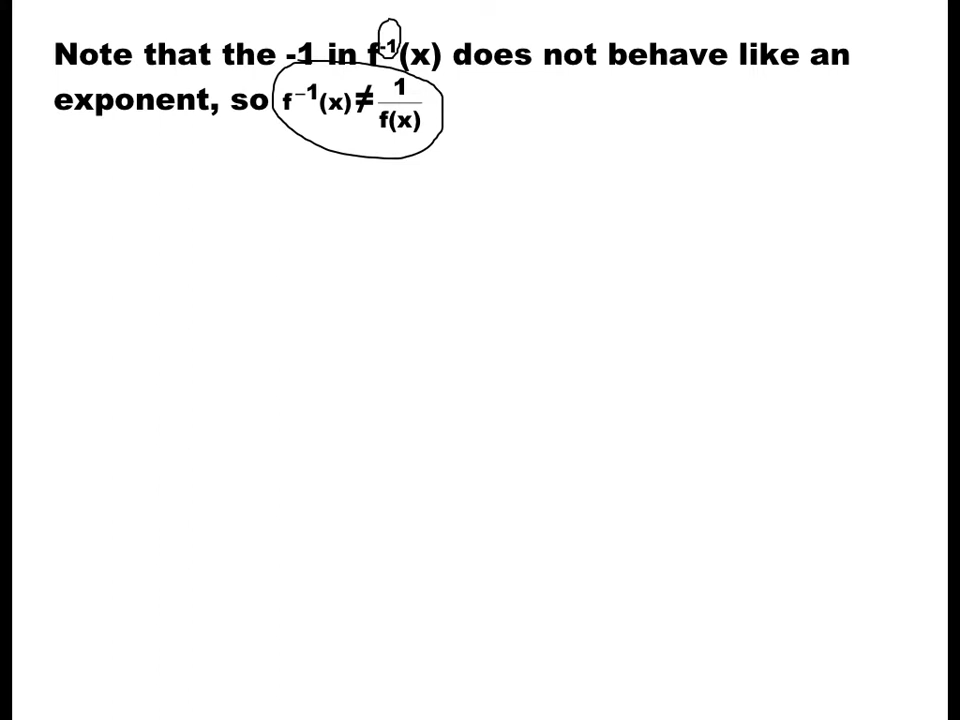 Note that the -1 in f⁻¹(x) does not behave like an
exponent, so f⁻¹(x) ≠ 1/f(x)